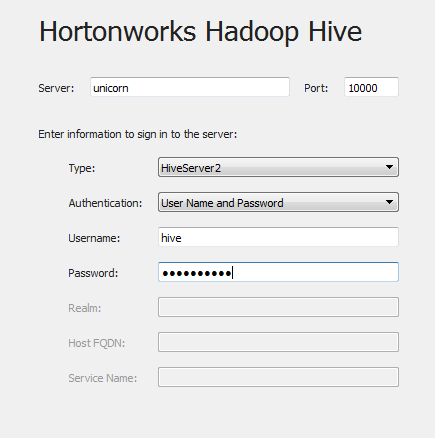 Hortonworks Hadoop Hive
Server: unicorn Port: 10000
Enter information to sign in to the server:
Type: HiveServer2
Authentication: User Name and Password
Username: hive
Password: ●●●●●●●●●●
Realm:
Host FQDN:
Service Name: